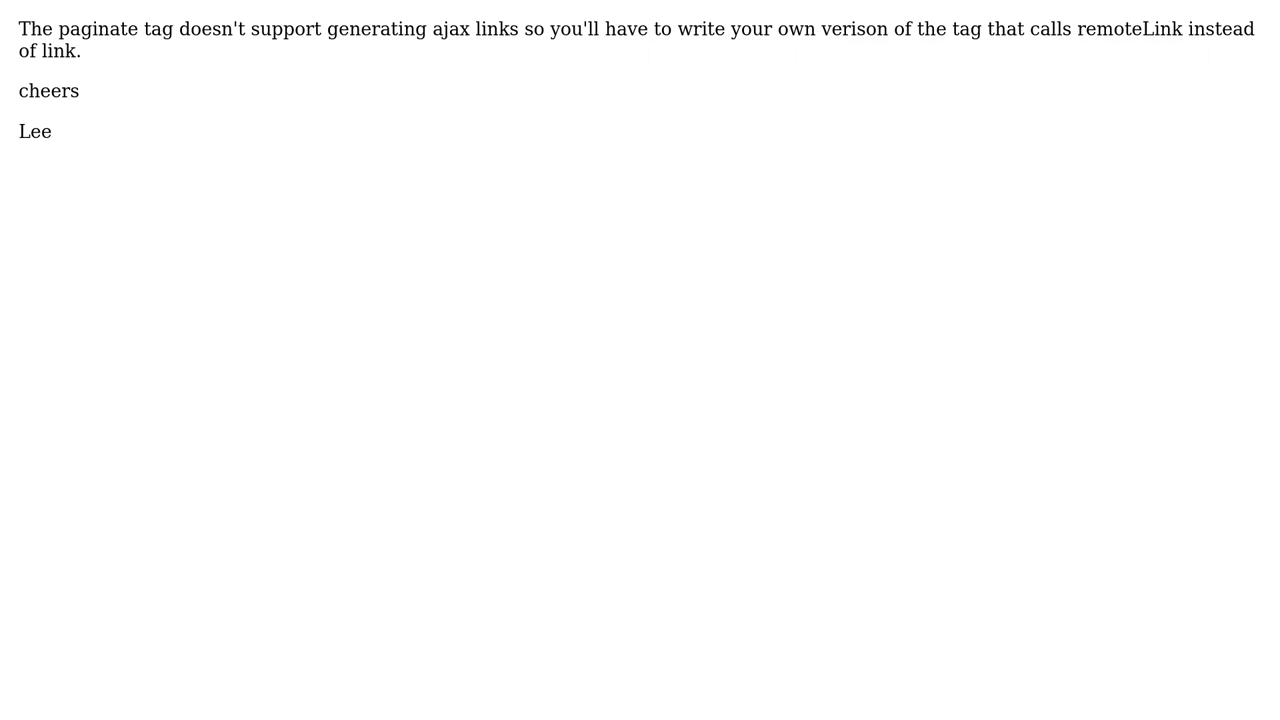 The paginate tag doesn't support generating ajax links so you'll have to write your own verison of the tag that calls remoteLink instead
of link.
cheers
Lee